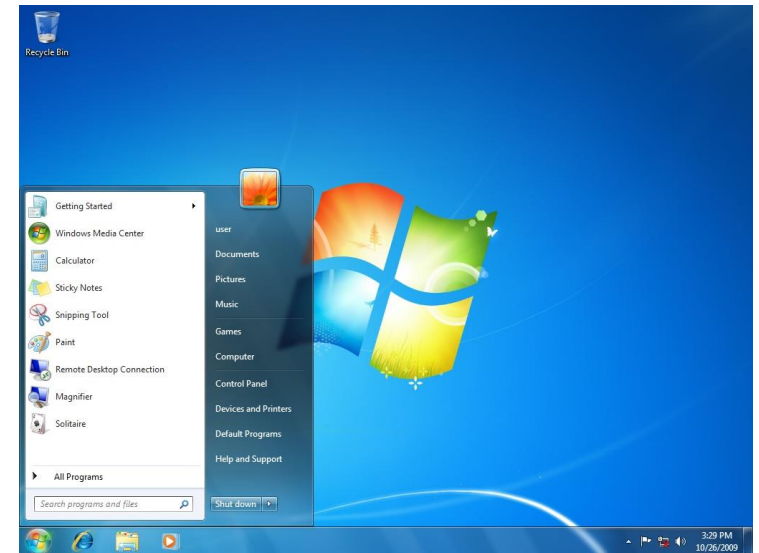 Recycle Bin
Getting Started
Windows Media Center
Calculator
Sticky Notes
Snipping Tool
Paint
Remote Desktop Connection
Magnifier
Solitaire
All Programs
Search programs and files
user
Documents
Pictures
Music
Games
Computer
Control Panel
Devices and Printers
Default Programs
Help and Support
Shut down
3:29 PM
10/26/2009